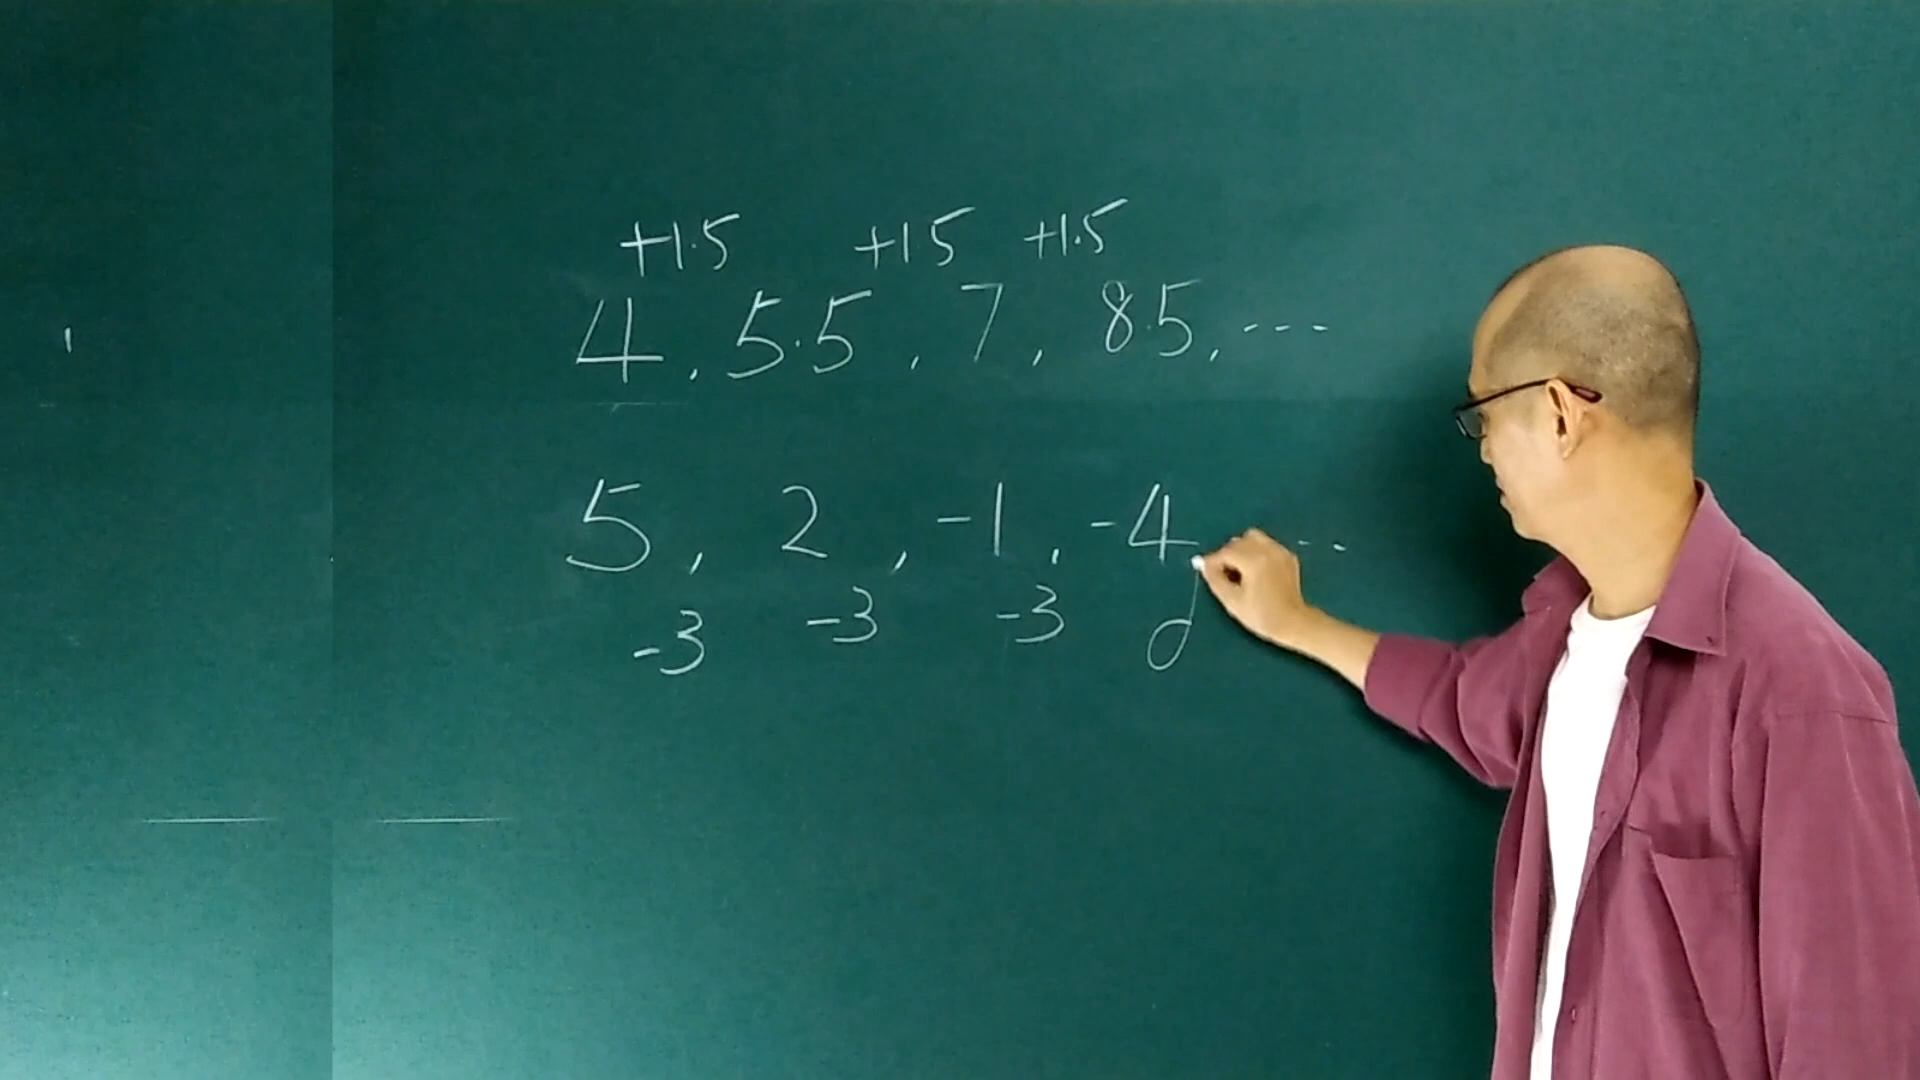 +1.5 +1.5 +1.5
4, 5.5, 7, 8.5, ...
5, 2, -1, -4 ...
-3 -3 -3 d